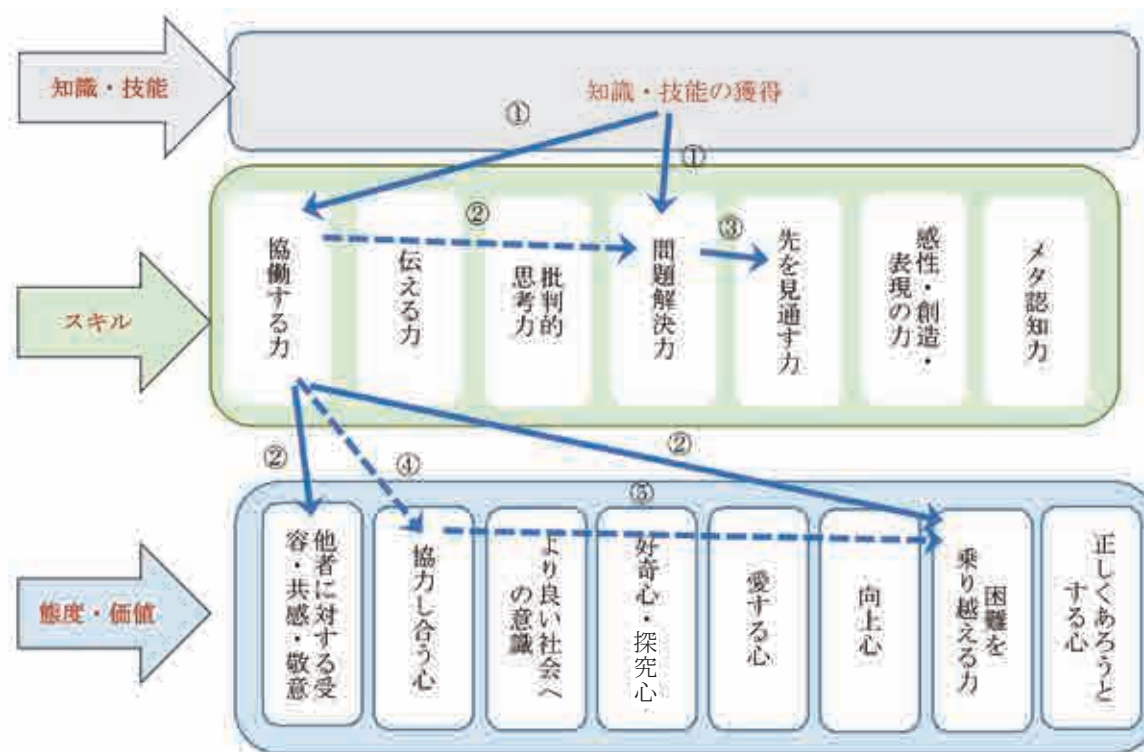 知識・技能
知識・技能の獲得
①
①
スキル
協働する力
伝える力
批判的
思考力
問題解決力
先を見通す力
感性・創造・
表現の力
メタ認知力
②
③
②
④
②
⑤
態度・価値
他者に対する受
容・共感・敬意
協力し合う心
より良い社会へ
の意識
好奇心・探究心
愛する心
向上心
困難を
乗り越える力
正しくあろうと
する心